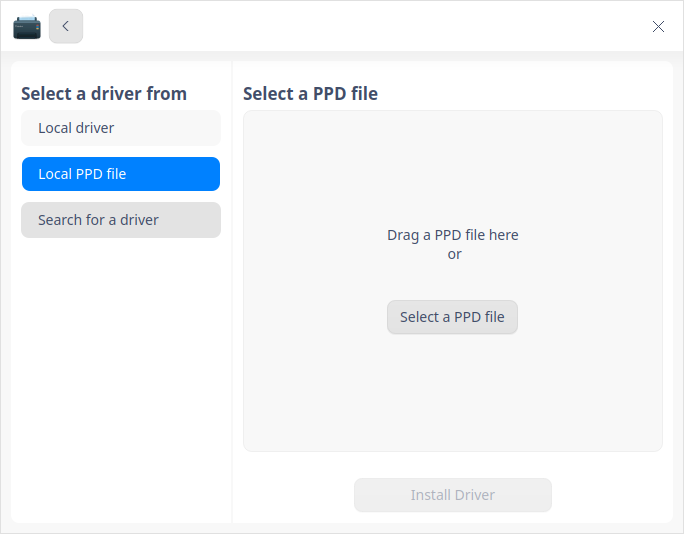 Select a driver from
Local driver
Local PPD file
Search for a driver
Select a PPD file
Drag a PPD file here
or
Select a PPD file
Install Driver